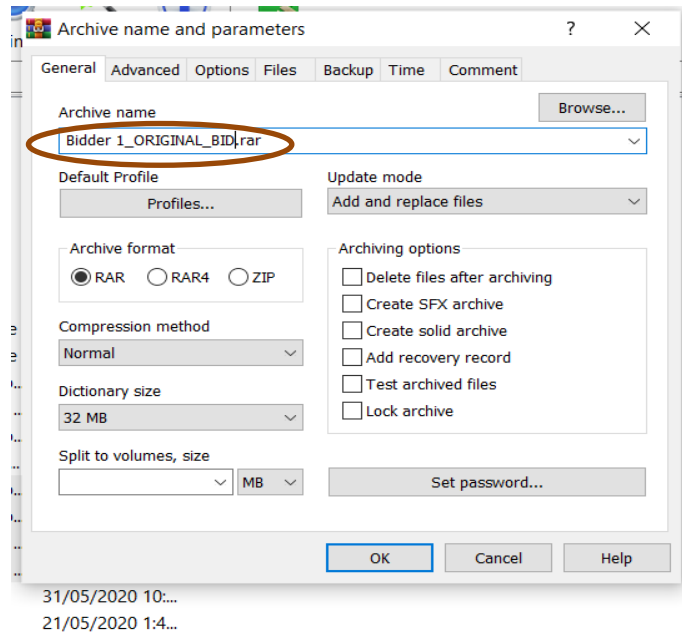 Archive name and parameters ?
General Advanced Options Files Backup Time Comment
Archive name
Browse...
Bidder 1_ORIGINAL_BID.rar
Default Profile
Update mode
Profiles...
Add and replace files
Archive format
Archiving options
RAR RAR4 ZIP
Delete files after archiving
Create SFX archive
Compression method
Create solid archive
Normal
Add recovery record
Dictionary size
Test archived files
32 MB
Lock archive
Split to volumes, size
MB
Set password...
OK Cancel Help
31/05/2020 10:...
21/05/2020 1:4...